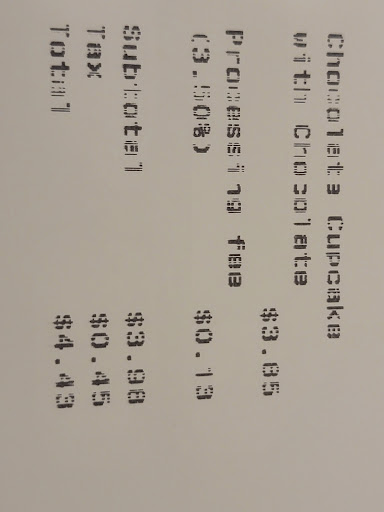 Chocolate Cupcake
with Chocolate
$3.85
Processing fee
(3.50%) $0.13
Subtotal $3.98
Tax $0.45
Total $4.43